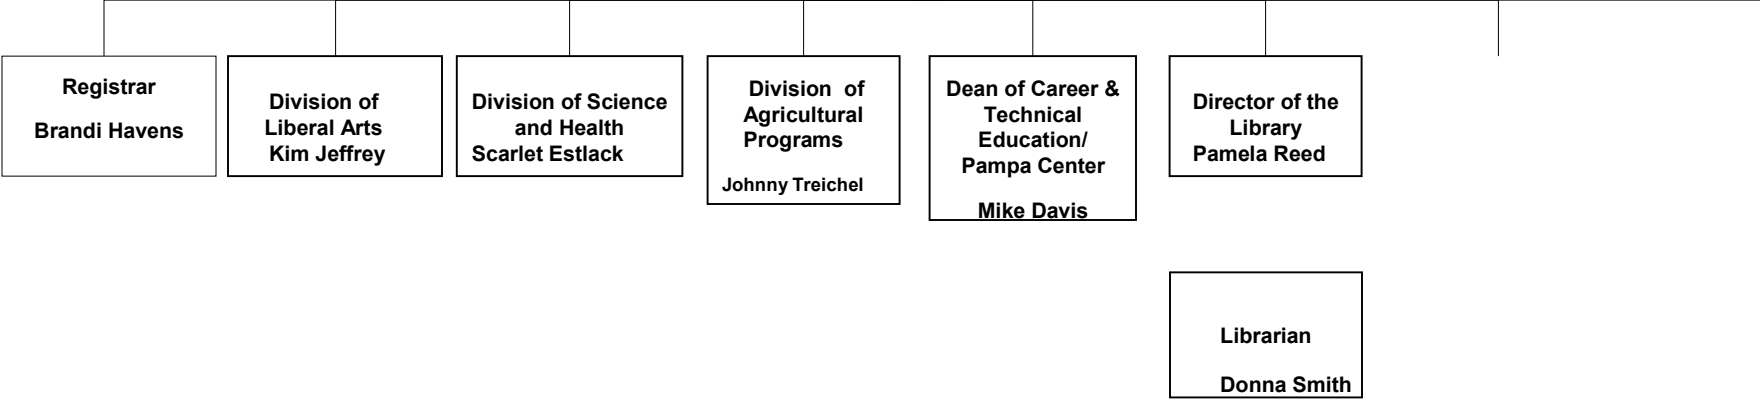 Registrar
Brandi Havens
Division of
Liberal Arts
Kim Jeffrey
Division of Science
and Health
Scarlet Estlack
Division of
Agricultural
Programs
Johnny Treichel
Dean of Career &
Technical
Education/
Pampa Center
Mike Davis
Director of the
Library
Pamela Reed
Librarian
Donna Smith